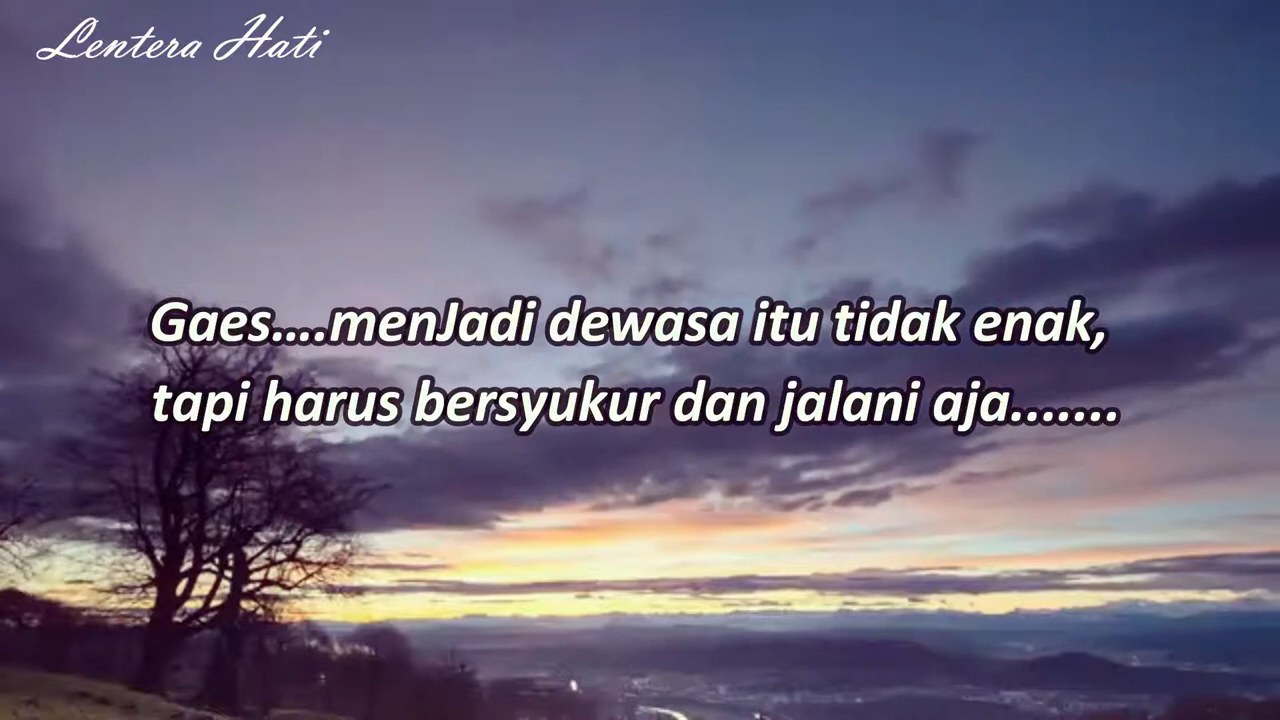 Lentera Hati
Gaes....menJadi dewasa itu tidak enak,
tapi harus bersyukur dan jalani aja.......